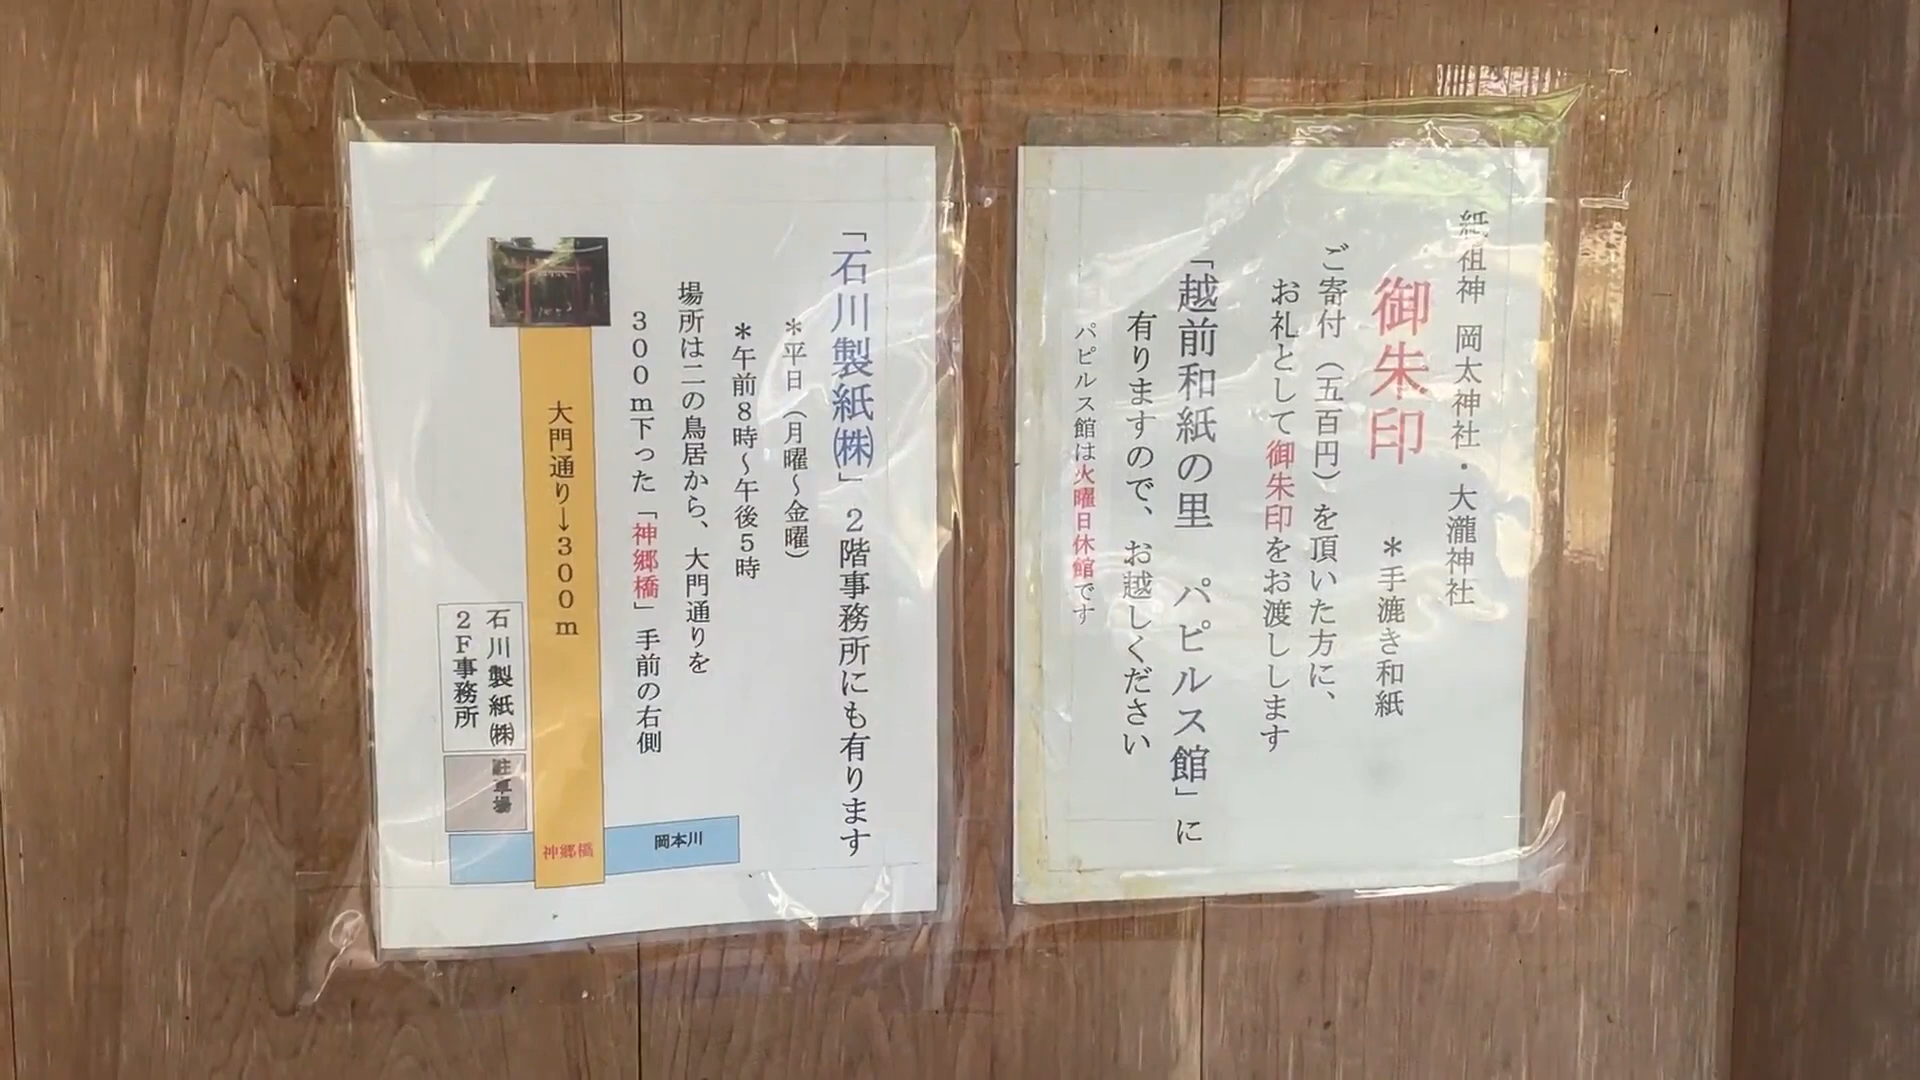 紙祖神 岡太神社・大瀧神社
御朱印 ＊手漉き和紙
ご寄付（五百円）を頂いた方に、
お礼として御朱印をお渡しします
「越前和紙の里 パピルス館」に
有りますので、お越しください
パピルス館は火曜日休館です
「石川製紙㈱」２階事務所にも有ります
＊平日（月曜～金曜）
＊午前８時～午後５時
場所は二の鳥居から、大門通りを
３００ｍ下った「神郷橋」手前の右側
大門通り→３００ｍ
石川製紙㈱
２Ｆ事務所
駐車場
神郷橋
岡本川